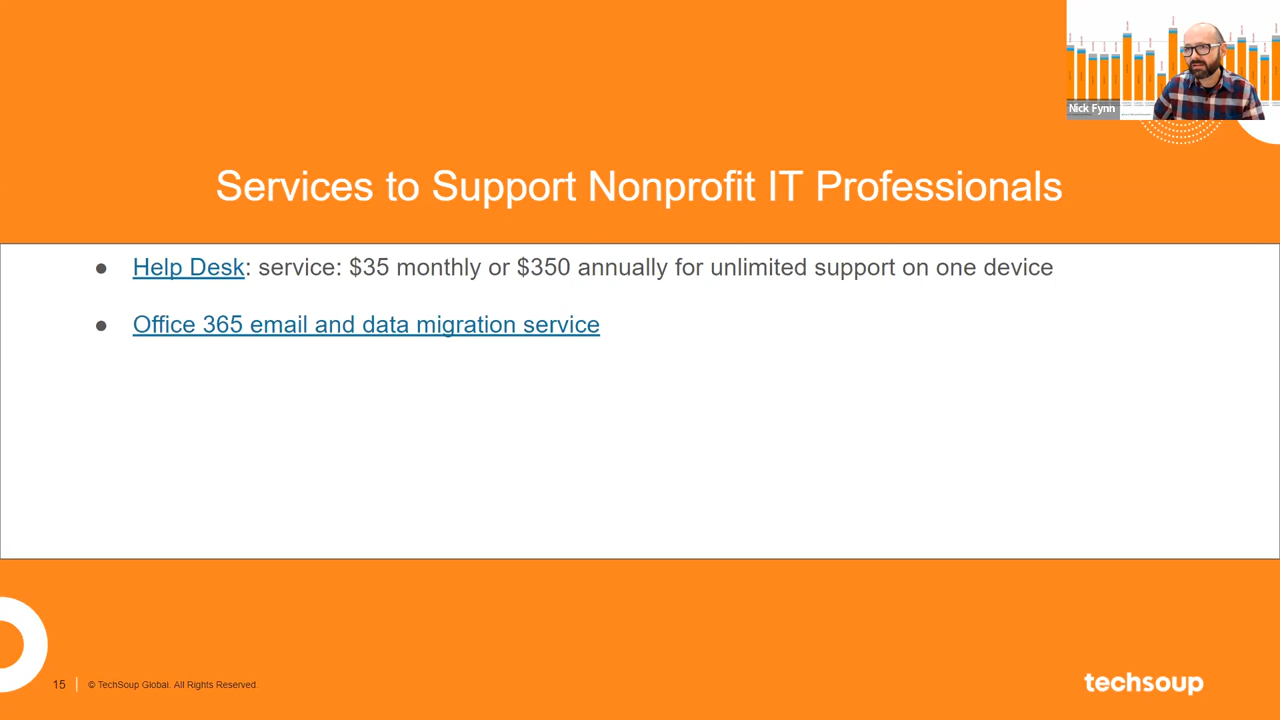 Nick Fynn
Services to Support Nonprofit IT Professionals
● Help Desk: service: $35 monthly or $350 annually for unlimited support on one device
● Office 365 email and data migration service
15
© TechSoup Global. All Rights Reserved.
techsoup